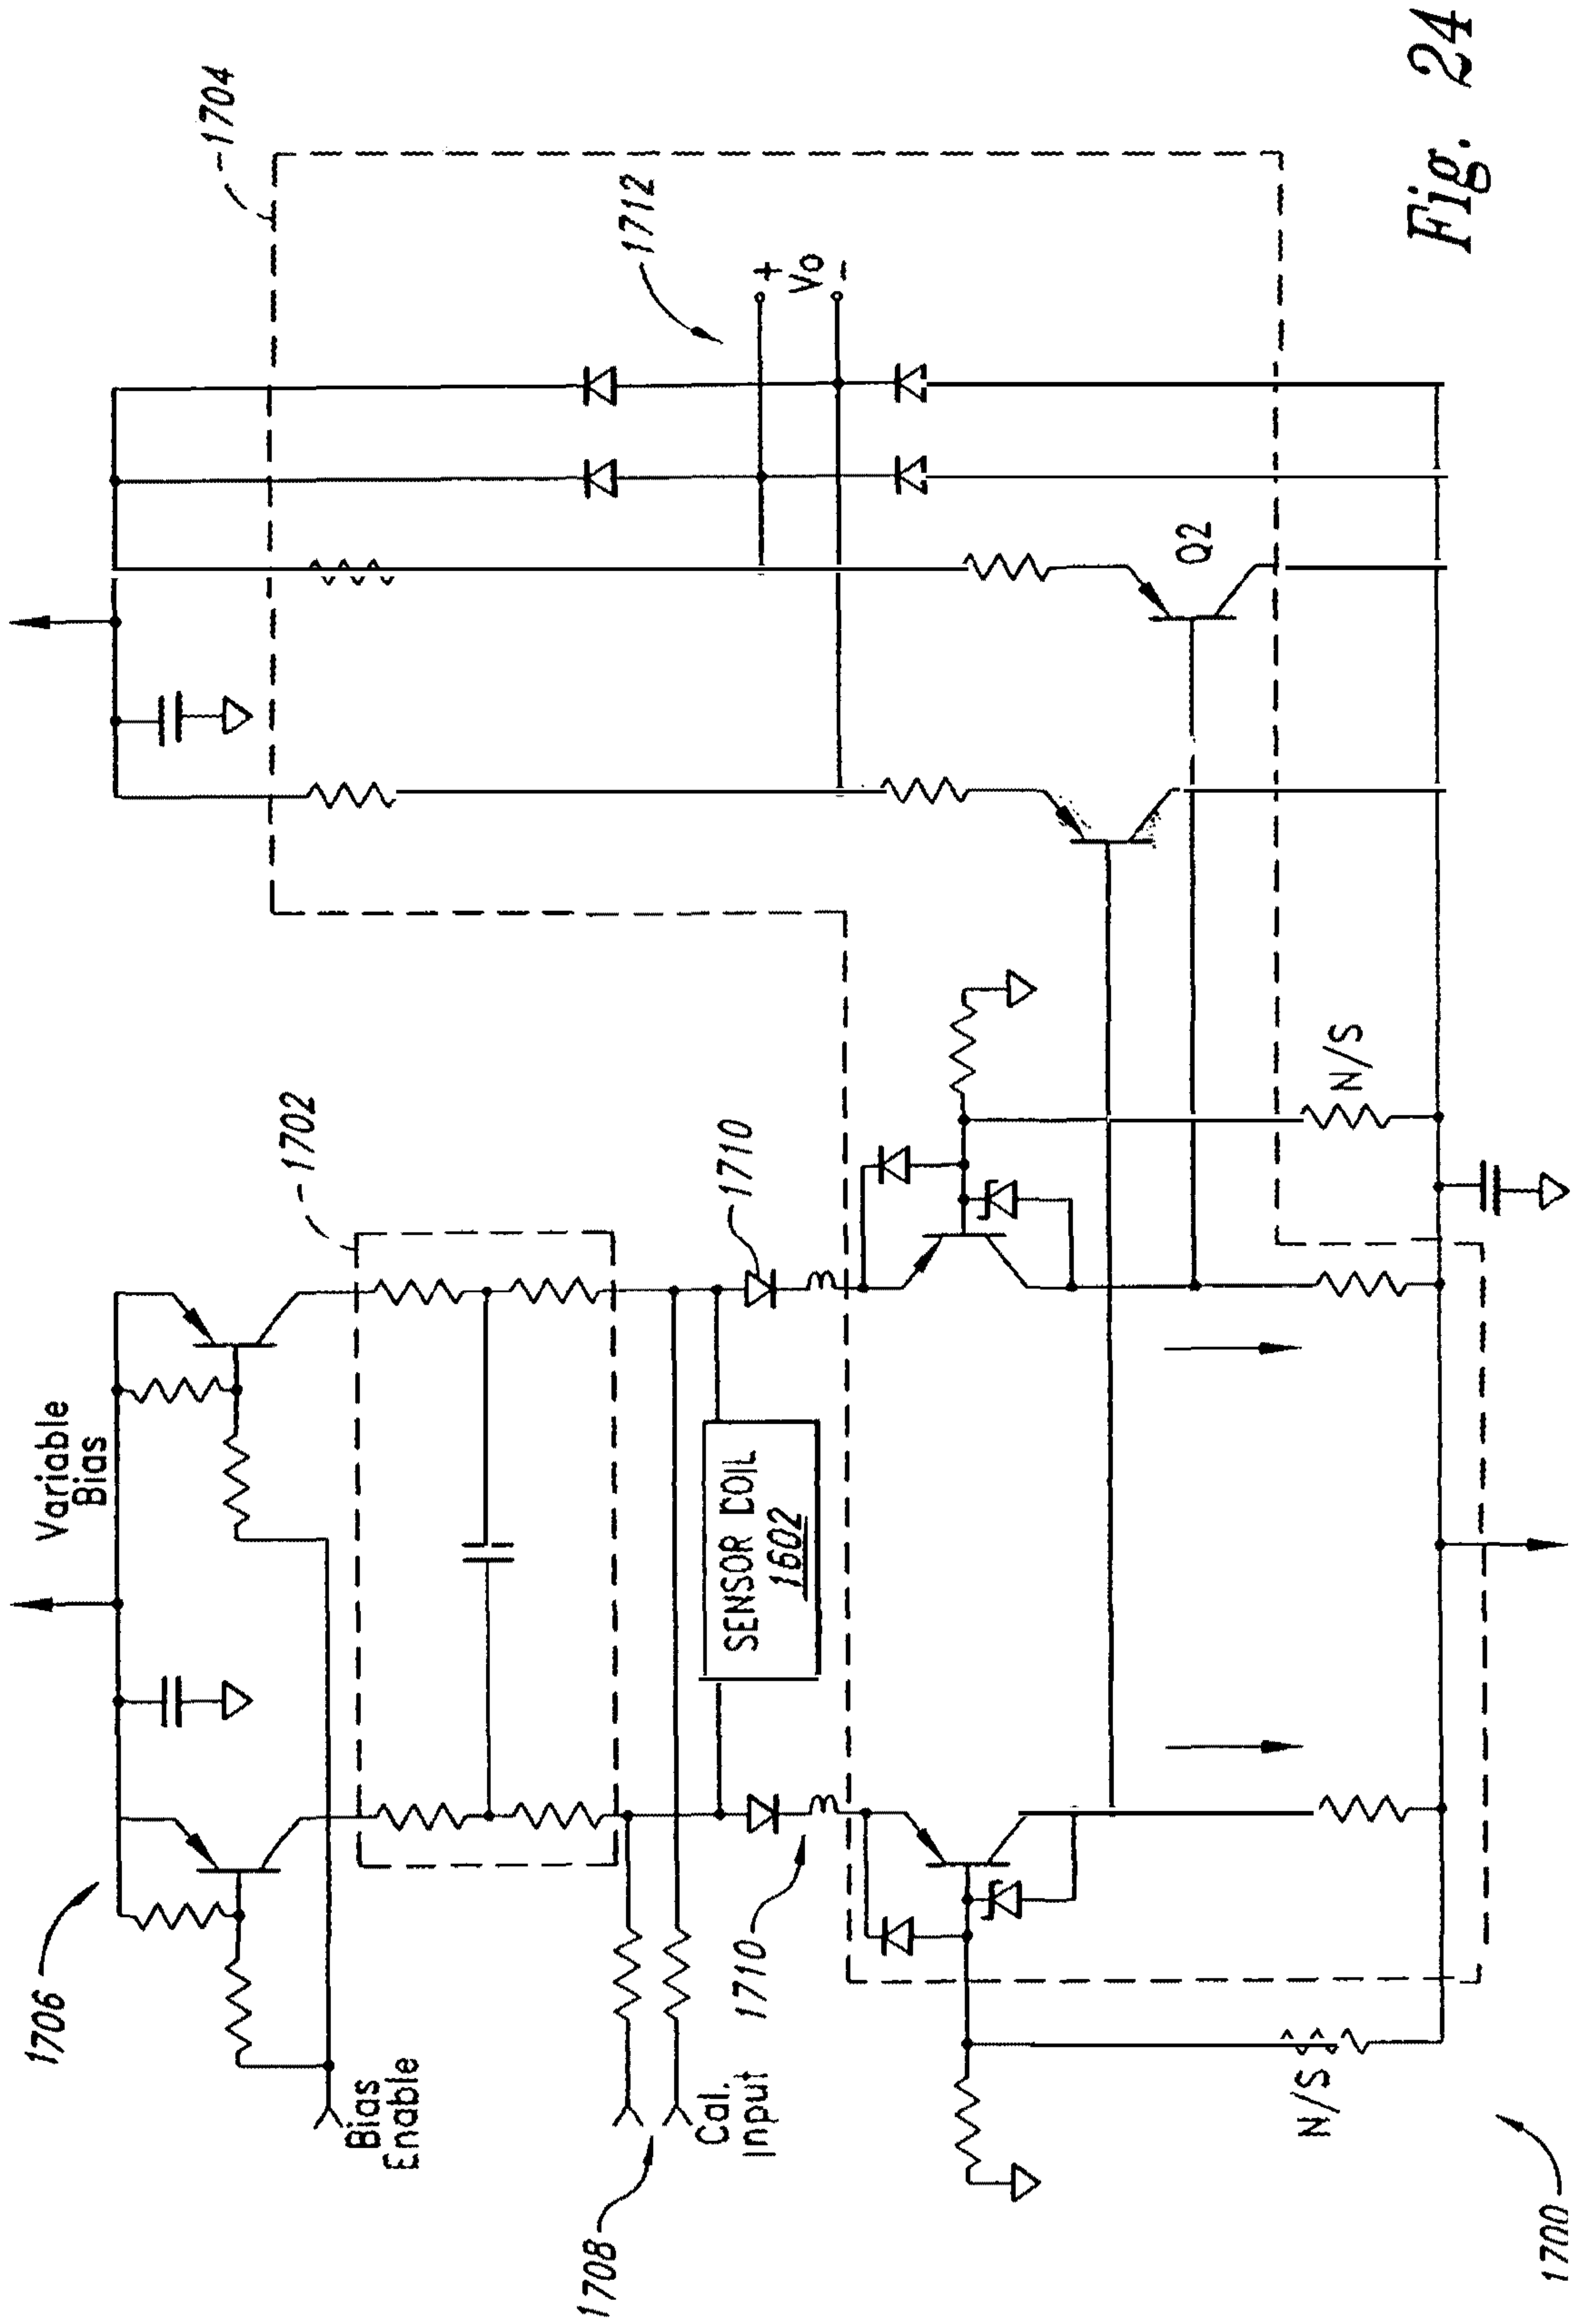 1706
Variable
Bias
1704
1702
1712
+
Vo
-
Bias
Enable
1708
Cal.
Input
SENSOR COIL
1602
1710
1710
Q2
N/S
N/S
1700
Fig. 24